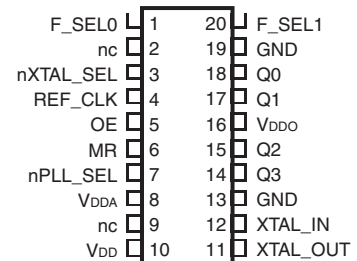 F_SEL0 1 20 F_SEL1
nc 2 19 GND
nXTAL_SEL 3 18 Q0
REF_CLK 4 17 Q1
OE 5 16 VDDO
MR 6 15 Q2
nPLL_SEL 7 14 Q3
VDDA 8 13 GND
nc 9 12 XTAL_IN
VDD 10 11 XTAL_OUT